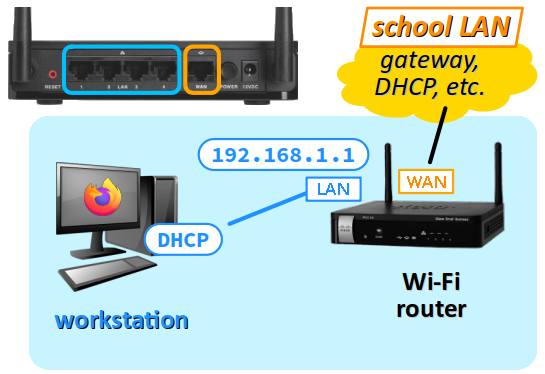 school LAN
gateway,
DHCP, etc.
RESET 1 2 LAN 3 4 WAN POWER 12VDC
192.168.1.1
LAN
WAN
DHCP
Wi-Fi
router
workstation